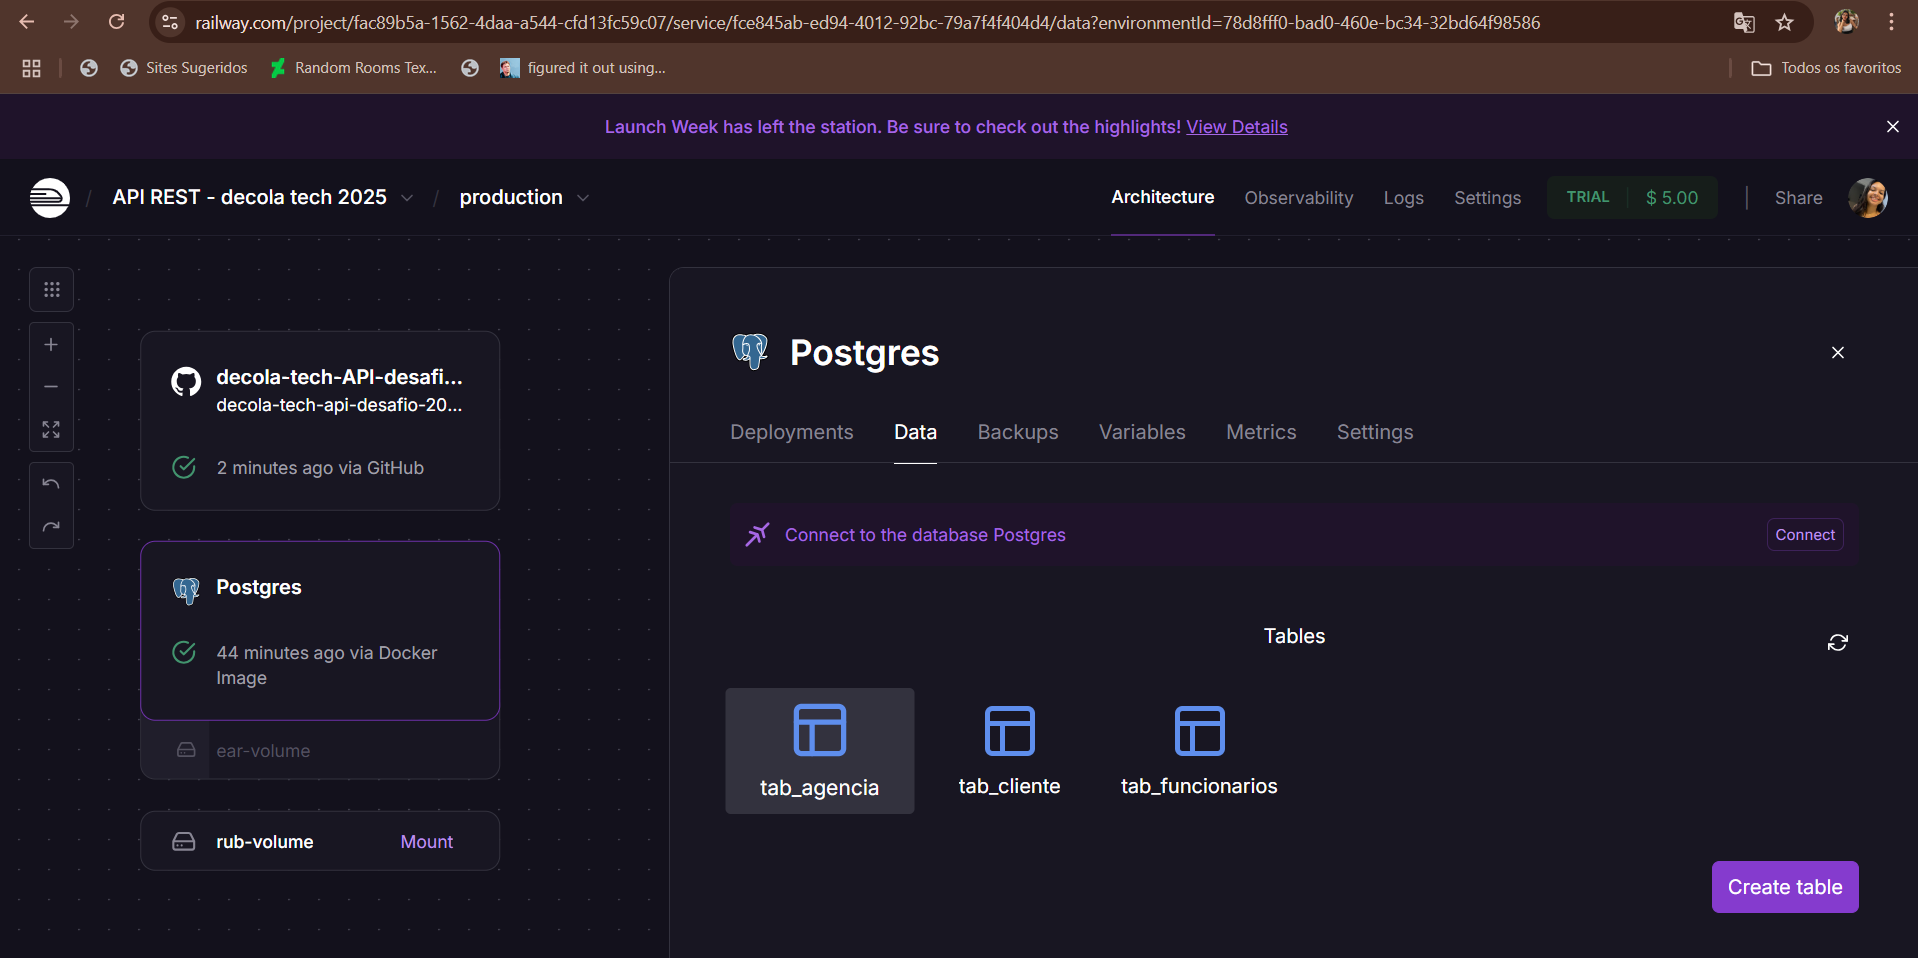 railway.com/project/fac89b5a-1562-4daa-a544-cfd13fc59c07/service/fce845ab-ed94-4012-92bc-79a7f4f404d4/data?environmentId=78d8fff0-bad0-460e-bc34-32bd64f98586
Sites Sugeridos
Random Rooms Tex...
figured it out using...
Todos os favoritos
Launch Week has left the station. Be sure to check out the highlights! View Details
/ API REST - decola tech 2025 / production
Architecture
Observability
Logs
Settings
TRIAL
$ 5.00
Share
decola-tech-API-desafi...
decola-tech-api-desafio-20...
2 minutes ago via GitHub
Postgres
44 minutes ago via Docker
Image
ear-volume
rub-volume
Mount
Postgres
Deployments
Data
Backups
Variables
Metrics
Settings
Connect to the database Postgres
Connect
Tables
tab_agencia
tab_cliente
tab_funcionarios
Create table